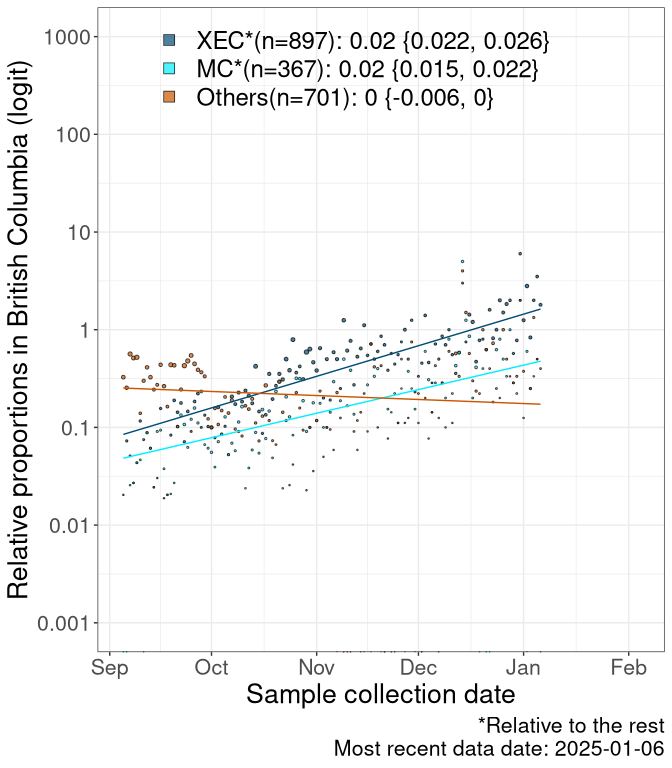 XEC*(n=897): 0.02 {0.022, 0.026}
MC*(n=367): 0.02 {0.015, 0.022}
Others(n=701): 0 {-0.006, 0}
Relative proportions in British Columbia (logit)
1000
100
10
1
0.1
0.01
0.001
Sep Oct Nov Dec Jan Feb
Sample collection date
*Relative to the rest
Most recent data date: 2025-01-06